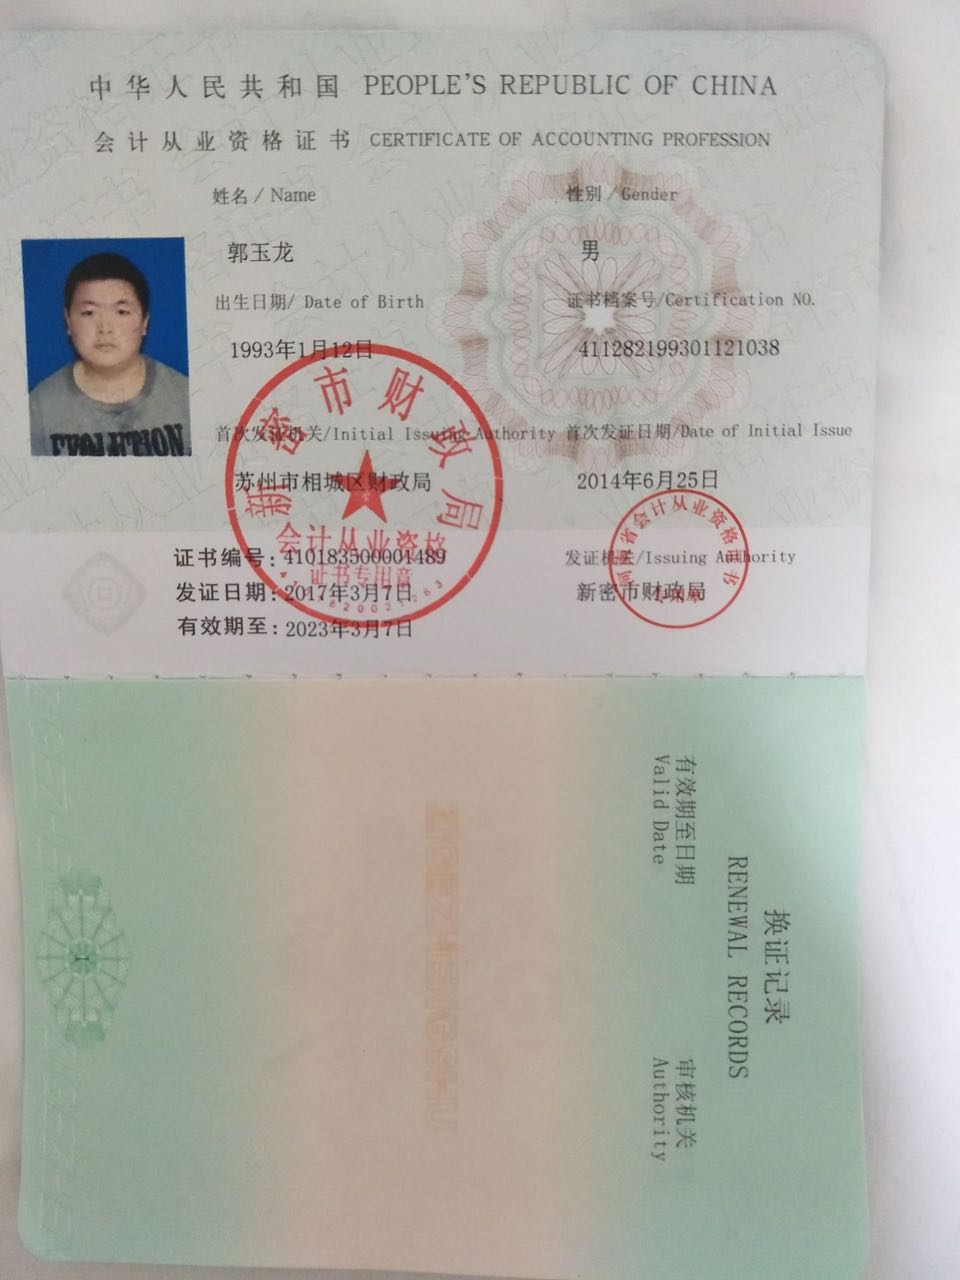 中华人民共和国 PEOPLE'S REPUBLIC OF CHINA
会计从业资格证书 CERTIFICATE OF ACCOUNTING PROFESSION
姓名/Name 性别/Gender
郭玉龙 男
出生日期/Date of Birth 证书档案号/Certification NO.
1993年1月12日 411282199301121038
首次发证机关/Initial Issuing Authority 首次发证日期/Date of Initial Issue
苏州市相城区财政局 2014年6月25日
证书编号:410183500001489 发证机关/Issuing Authority
发证日期:2017年3月7日 新密市财政局
有效期至:2023年3月7日
新密市财政局
会计从业资格
证书专用章
河南省会计从业资格证书
EVOLUTION
换证记录
RENEWAL RECORDS
有效期至日期 审核机关
Valid Date Authority